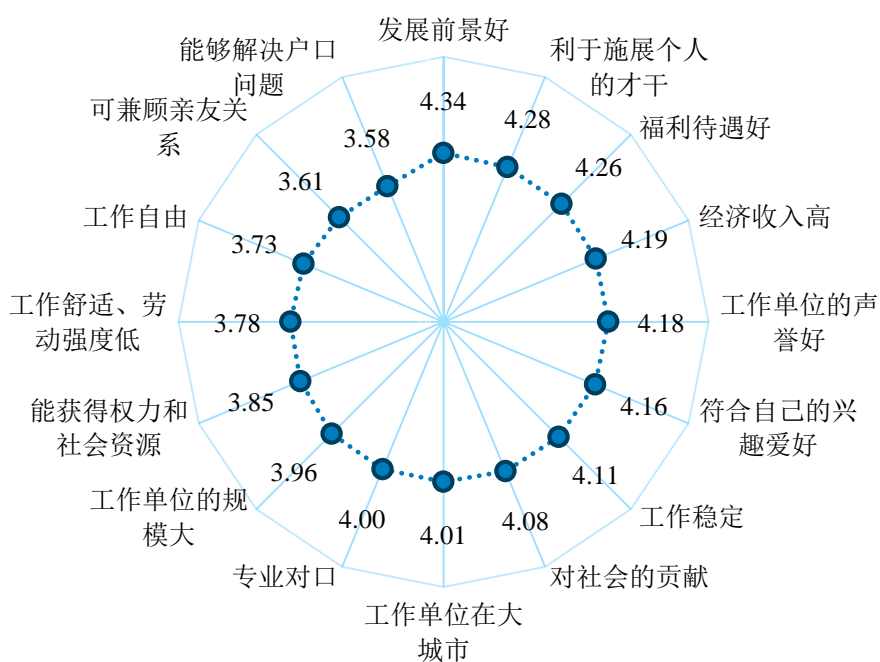 发展前景好
4.34
利于施展个人
的才干
4.28
福利待遇好
4.26
经济收入高
4.19
工作单位的声
誉好
4.18
符合自己的兴
趣爱好
4.16
工作稳定
4.11
对社会的贡献
4.08
工作单位在大
城市
4.01
专业对口
4.00
工作单位的规
模大
3.96
能获得权力和
社会资源
3.85
工作舒适、劳
动强度低
3.78
工作自由
3.73
可兼顾亲友关
系
3.61
能够解决户口
问题
3.58